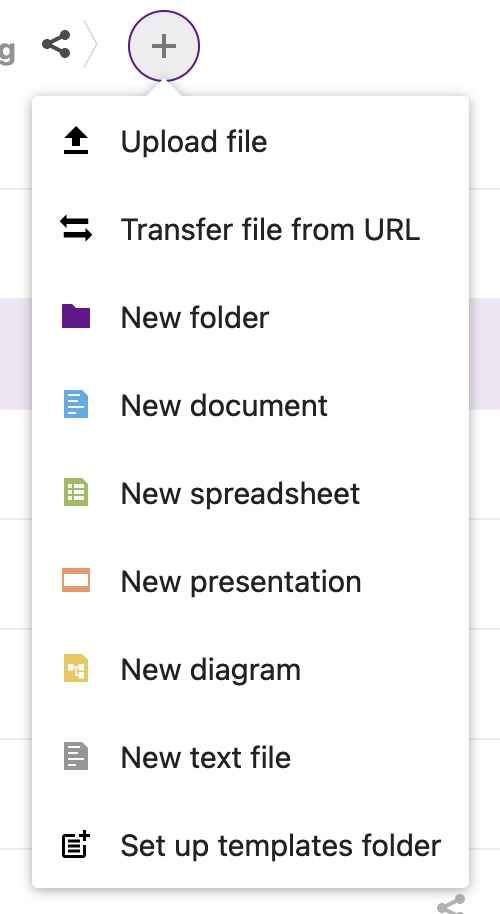 g
Upload file
Transfer file from URL
New folder
New document
New spreadsheet
New presentation
New diagram
New text file
Set up templates folder